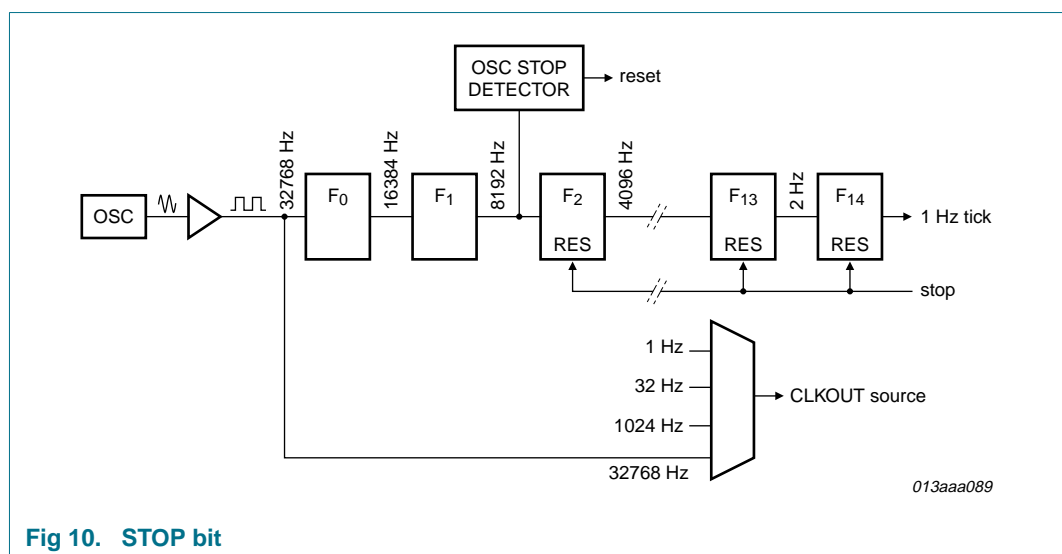 OSC STOP
DETECTOR
reset
32768 Hz
16384 Hz
8192 Hz
4096 Hz
2 Hz
OSC
F0
F1
F2
RES
F13
RES
F14
RES
1 Hz tick
stop
1 Hz
32 Hz
1024 Hz
32768 Hz
CLKOUT source
013aaa089
Fig 10. STOP bit